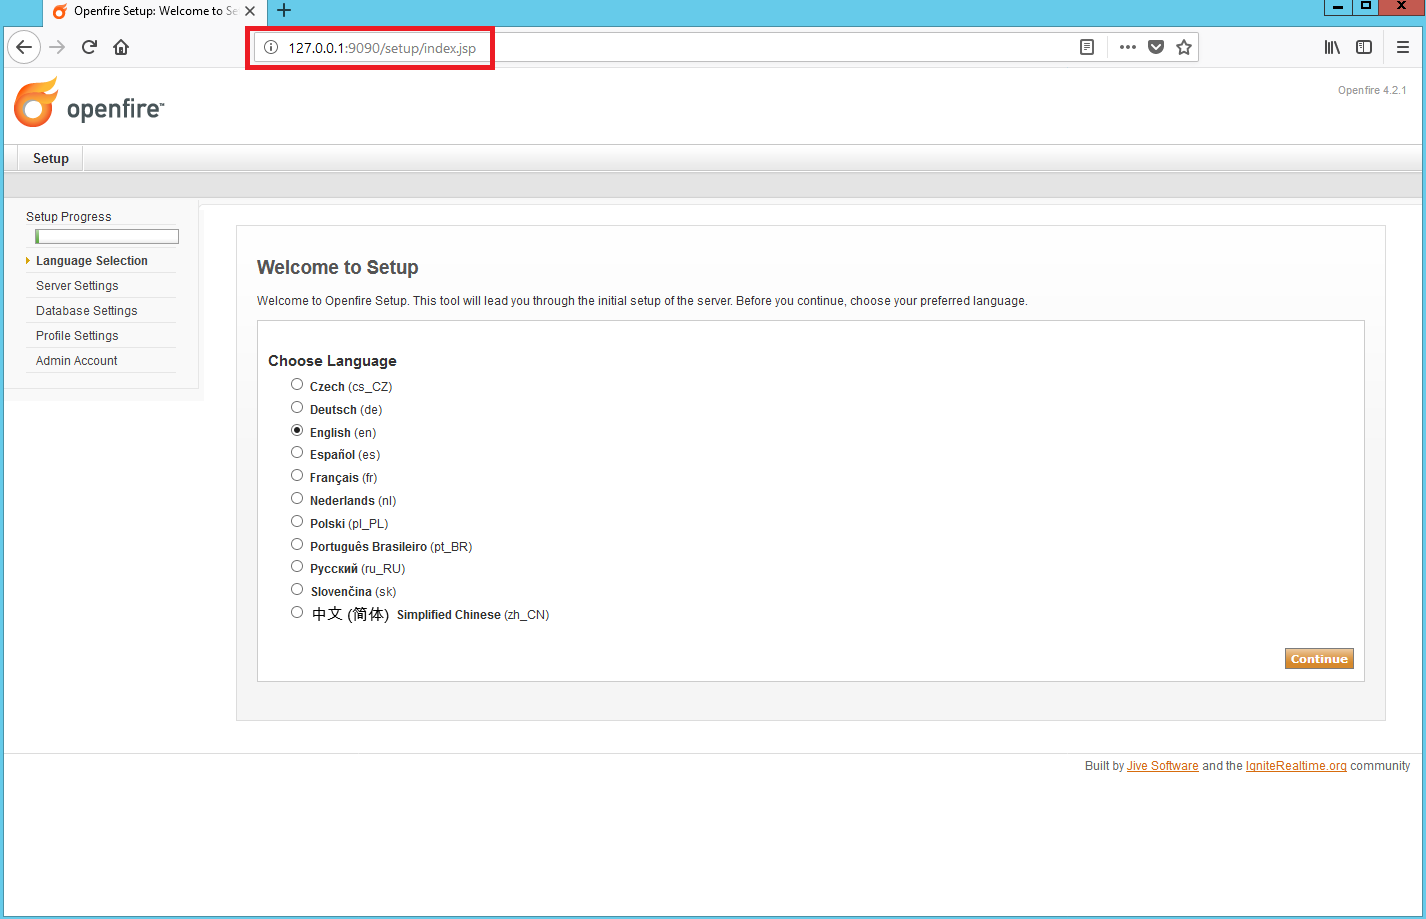 Openfire Setup: Welcome to Se
127.0.0.1:9090/setup/index.jsp
openfire™
Openfire 4.2.1
Setup
Setup Progress
Language Selection
Server Settings
Database Settings
Profile Settings
Admin Account
Welcome to Setup
Welcome to Openfire Setup. This tool will lead you through the initial setup of the server. Before you continue, choose your preferred language.
Choose Language
Czech (cs_CZ)
Deutsch (de)
English (en)
Español (es)
Français (fr)
Nederlands (nl)
Polski (pl_PL)
Português Brasileiro (pt_BR)
Русский (ru_RU)
Slovenčina (sk)
中文 (简体) Simplified Chinese (zh_CN)
Continue
Built by Jive Software and the IgniteRealtime.org community